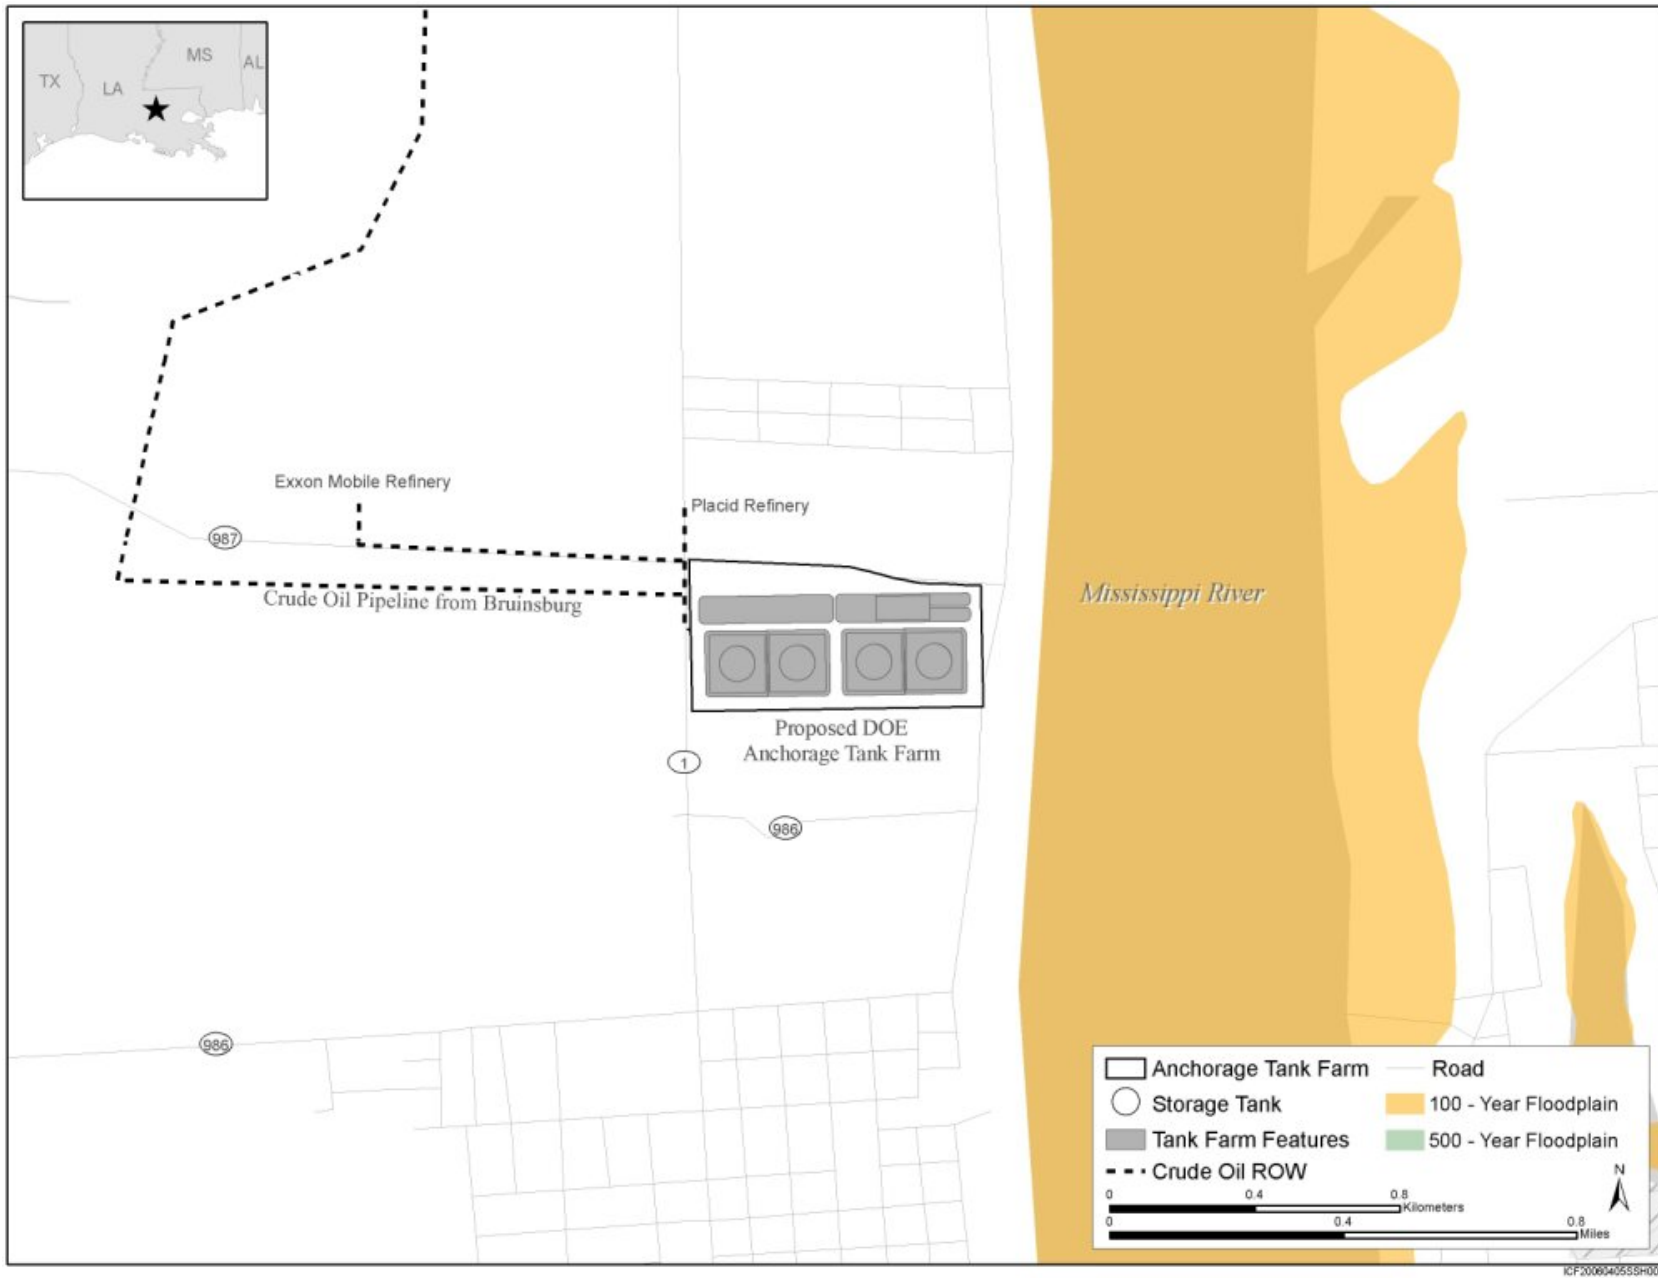 TX
LA
MS
AL
Exxon Mobile Refinery
Placid Refinery
987
Crude Oil Pipeline from Bruinsburg
Mississippi River
Proposed DOE
Anchorage Tank Farm
1
986
986
Anchorage Tank Farm
Road
Storage Tank
100 - Year Floodplain
Tank Farm Features
500 - Year Floodplain
Crude Oil ROW
N
0 0.4 0.8
Kilometers
0 0.4 0.8
Miles